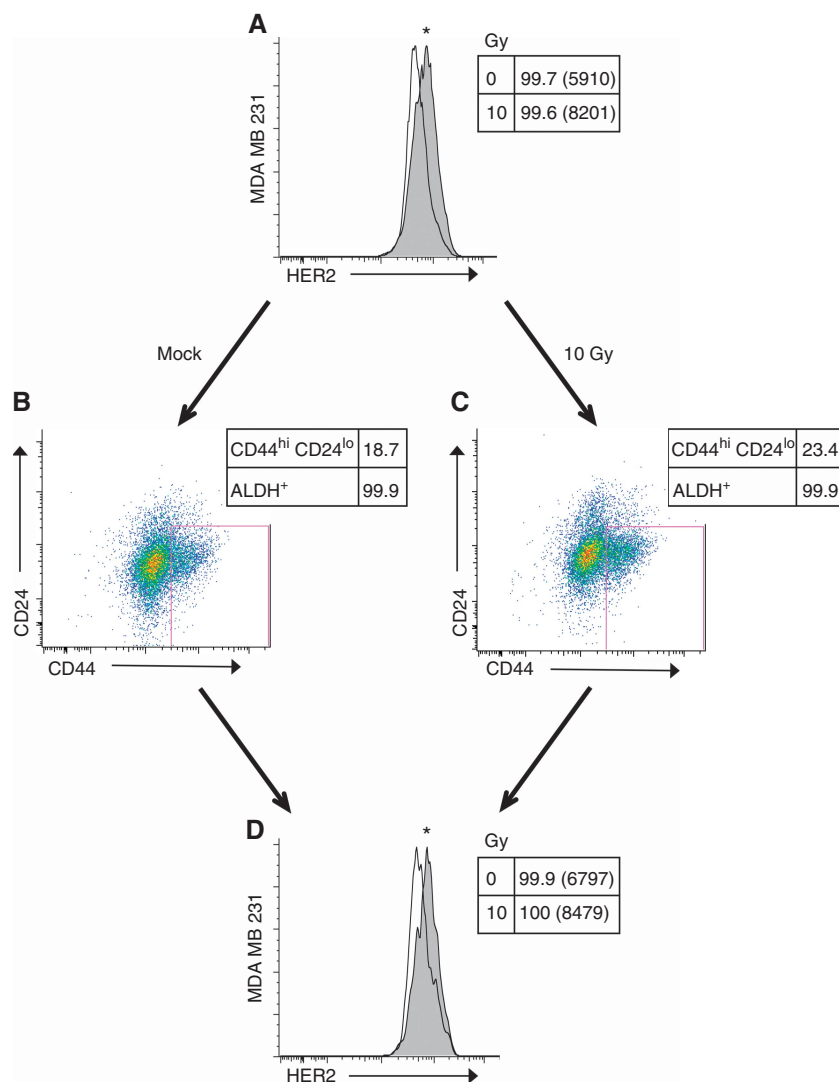 A
*
Gy
0 99.7 (5910)
10 99.6 (8201)
MDA MB 231
HER2
Mock
10 Gy
B
CD44hi CD24lo 18.7
ALDH+ 99.9
CD24
CD44
C
CD44hi CD24lo 23.4
ALDH+ 99.9
CD24
CD44
D
*
Gy
0 99.9 (6797)
10 100 (8479)
MDA MB 231
HER2